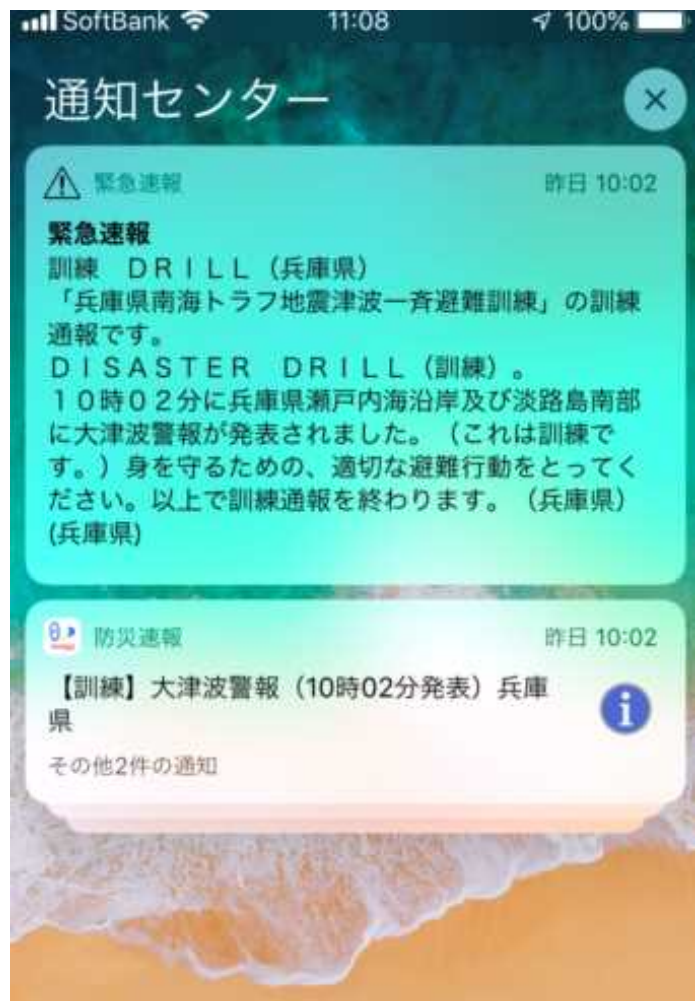 SoftBank 11:08 100%
通知センター
緊急速報 昨日 10:02
緊急速報
訓練　ＤＲＩＬＬ（兵庫県）
「兵庫県南海トラフ地震津波一斉避難訓練」の訓練
通報です。
ＤＩＳＡＳＴＥＲ　ＤＲＩＬＬ（訓練）。
１０時０２分に兵庫県瀬戸内海沿岸及び淡路島南部
に大津波警報が発表されました。（これは訓練で
す。）身を守るための、適切な避難行動をとってく
ださい。以上で訓練通報を終わります。（兵庫県）
(兵庫県)
防災速報 昨日 10:02
【訓練】大津波警報（10時02分発表）兵庫
県
その他2件の通知